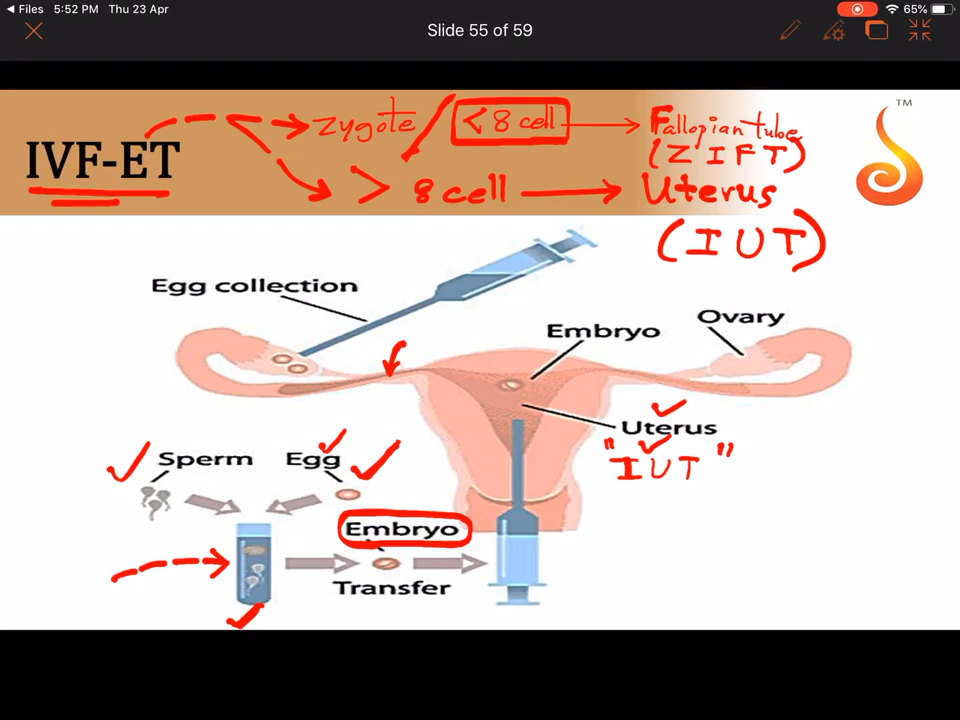 Files 5:52 PM Thu 23 Apr 65%
Slide 55 of 59
TM
zygote / < 8 cell Fallopian tube
(ZIFT)
IVF-ET
> 8 cell Uterus
(IUT)
Egg collection
Embryo
Ovary
Uterus
"IUT"
Sperm Egg
Embryo
Transfer